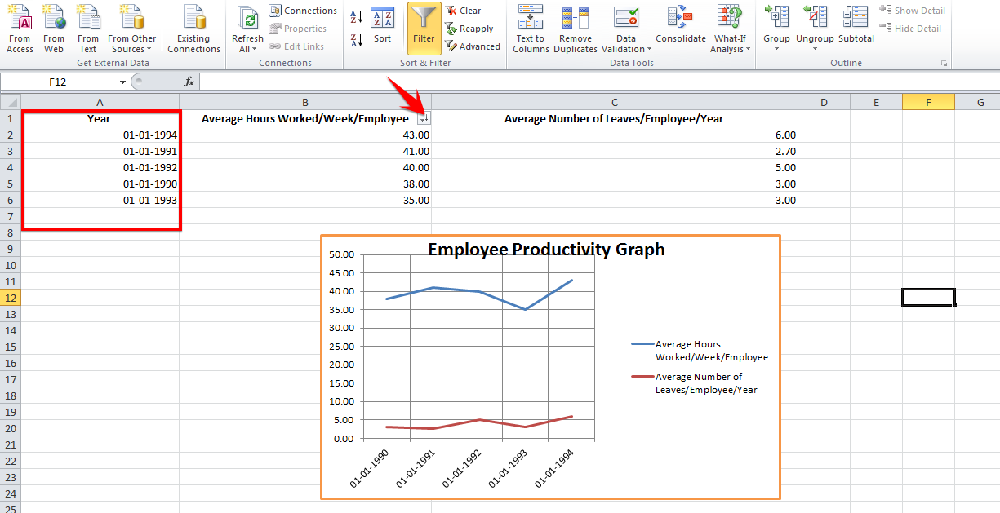 From Access
From Web
From Text
From Other Sources
Existing Connections
Get External Data
Refresh All
Connections
Properties
Edit Links
Connections
A Z
Z A
A Z Z A
Sort
Filter
Clear
Reapply
Advanced
Sort & Filter
Text to Columns
Remove Duplicates
Data Validation
Consolidate
What-If Analysis
Data Tools
Group
Ungroup
Subtotal
Show Detail
Hide Detail
Outline
F12 fx
A B C D E F G
1 Year Average Hours Worked/Week/Employee Average Number of Leaves/Employee/Year
2 01-01-1994 43.00 6.00
3 01-01-1991 41.00 2.70
4 01-01-1992 40.00 5.00
5 01-01-1990 38.00 3.00
6 01-01-1993 35.00 3.00
7
8
9
10
11
12
13
14
15
16
17
18
19
20
21
22
23
24
25
Employee Productivity Graph
50.00
45.00
40.00
35.00
30.00
25.00
20.00
15.00
10.00
5.00
0.00
01-01-1990 01-01-1991 01-01-1992 01-01-1993 01-01-1994
Average Hours
Worked/Week/Employee
Average Number of
Leaves/Employee/Year